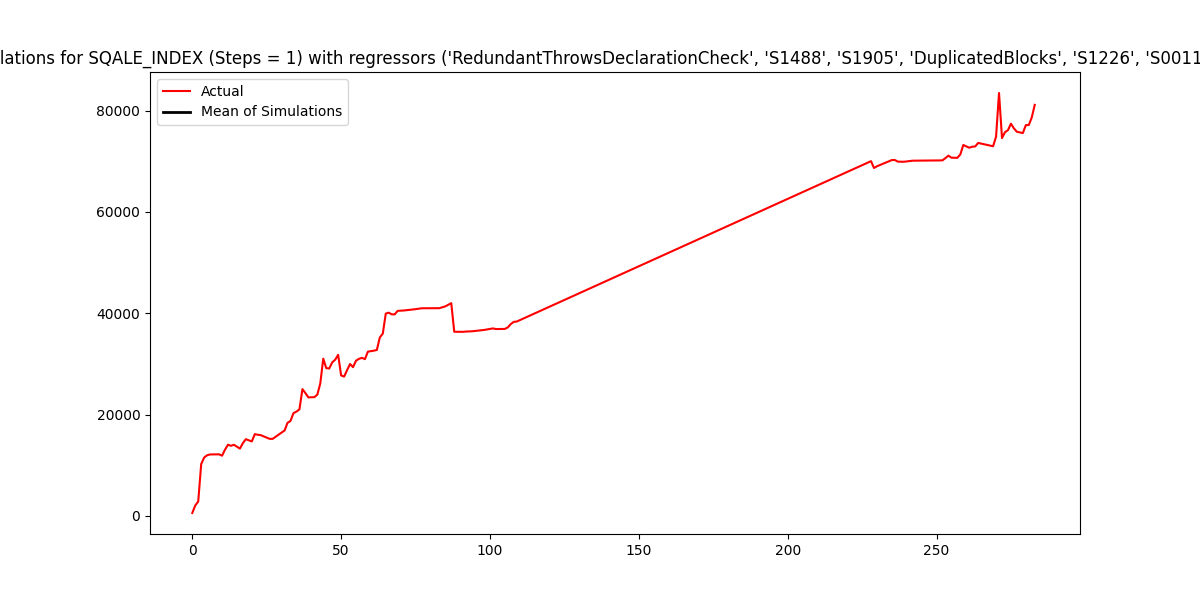 lations for SQALE_INDEX (Steps = 1) with regressors ('RedundantThrowsDeclarationCheck', 'S1488', 'S1905', 'DuplicatedBlocks', 'S1226', 'S0011
Actual
Mean of Simulations
80000
60000
40000
20000
0
0 50 100 150 200 250